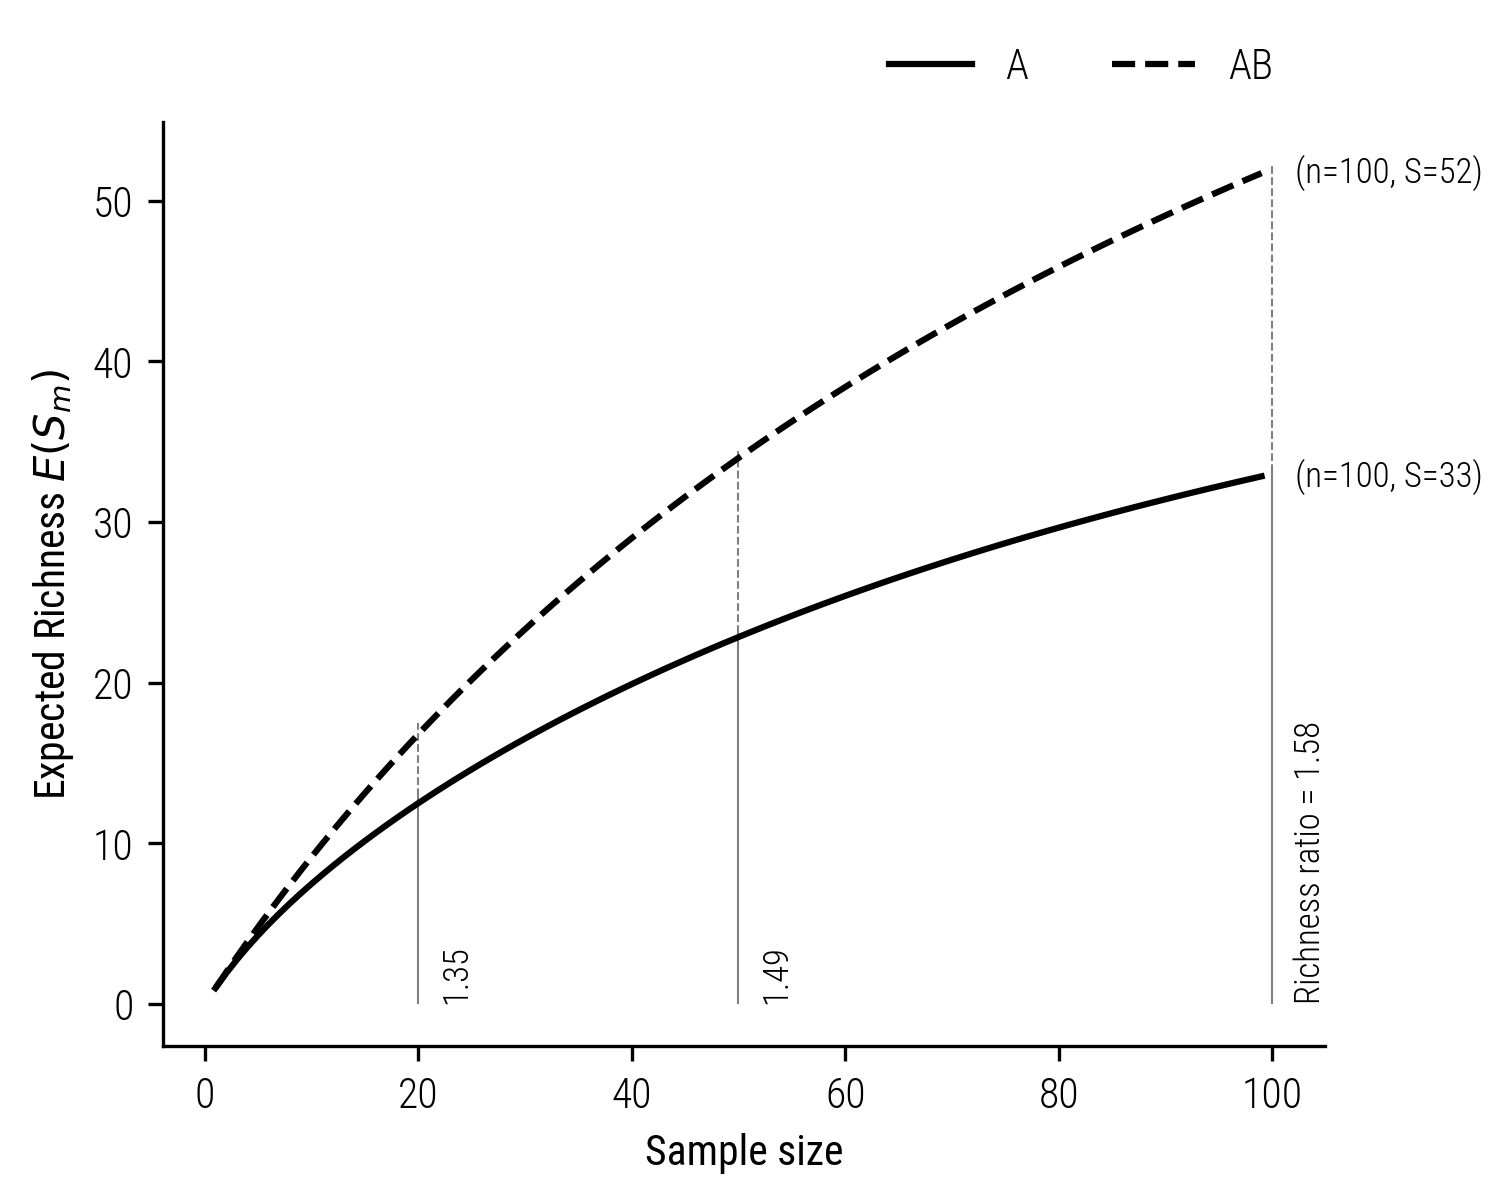 A
AB
(n=100, S=52)
(n=100, S=33)
Expected Richness E(Sm)
50
40
30
20
10
0
1.35
1.49
Richness ratio = 1.58
0
20
40
60
80
100
Sample size